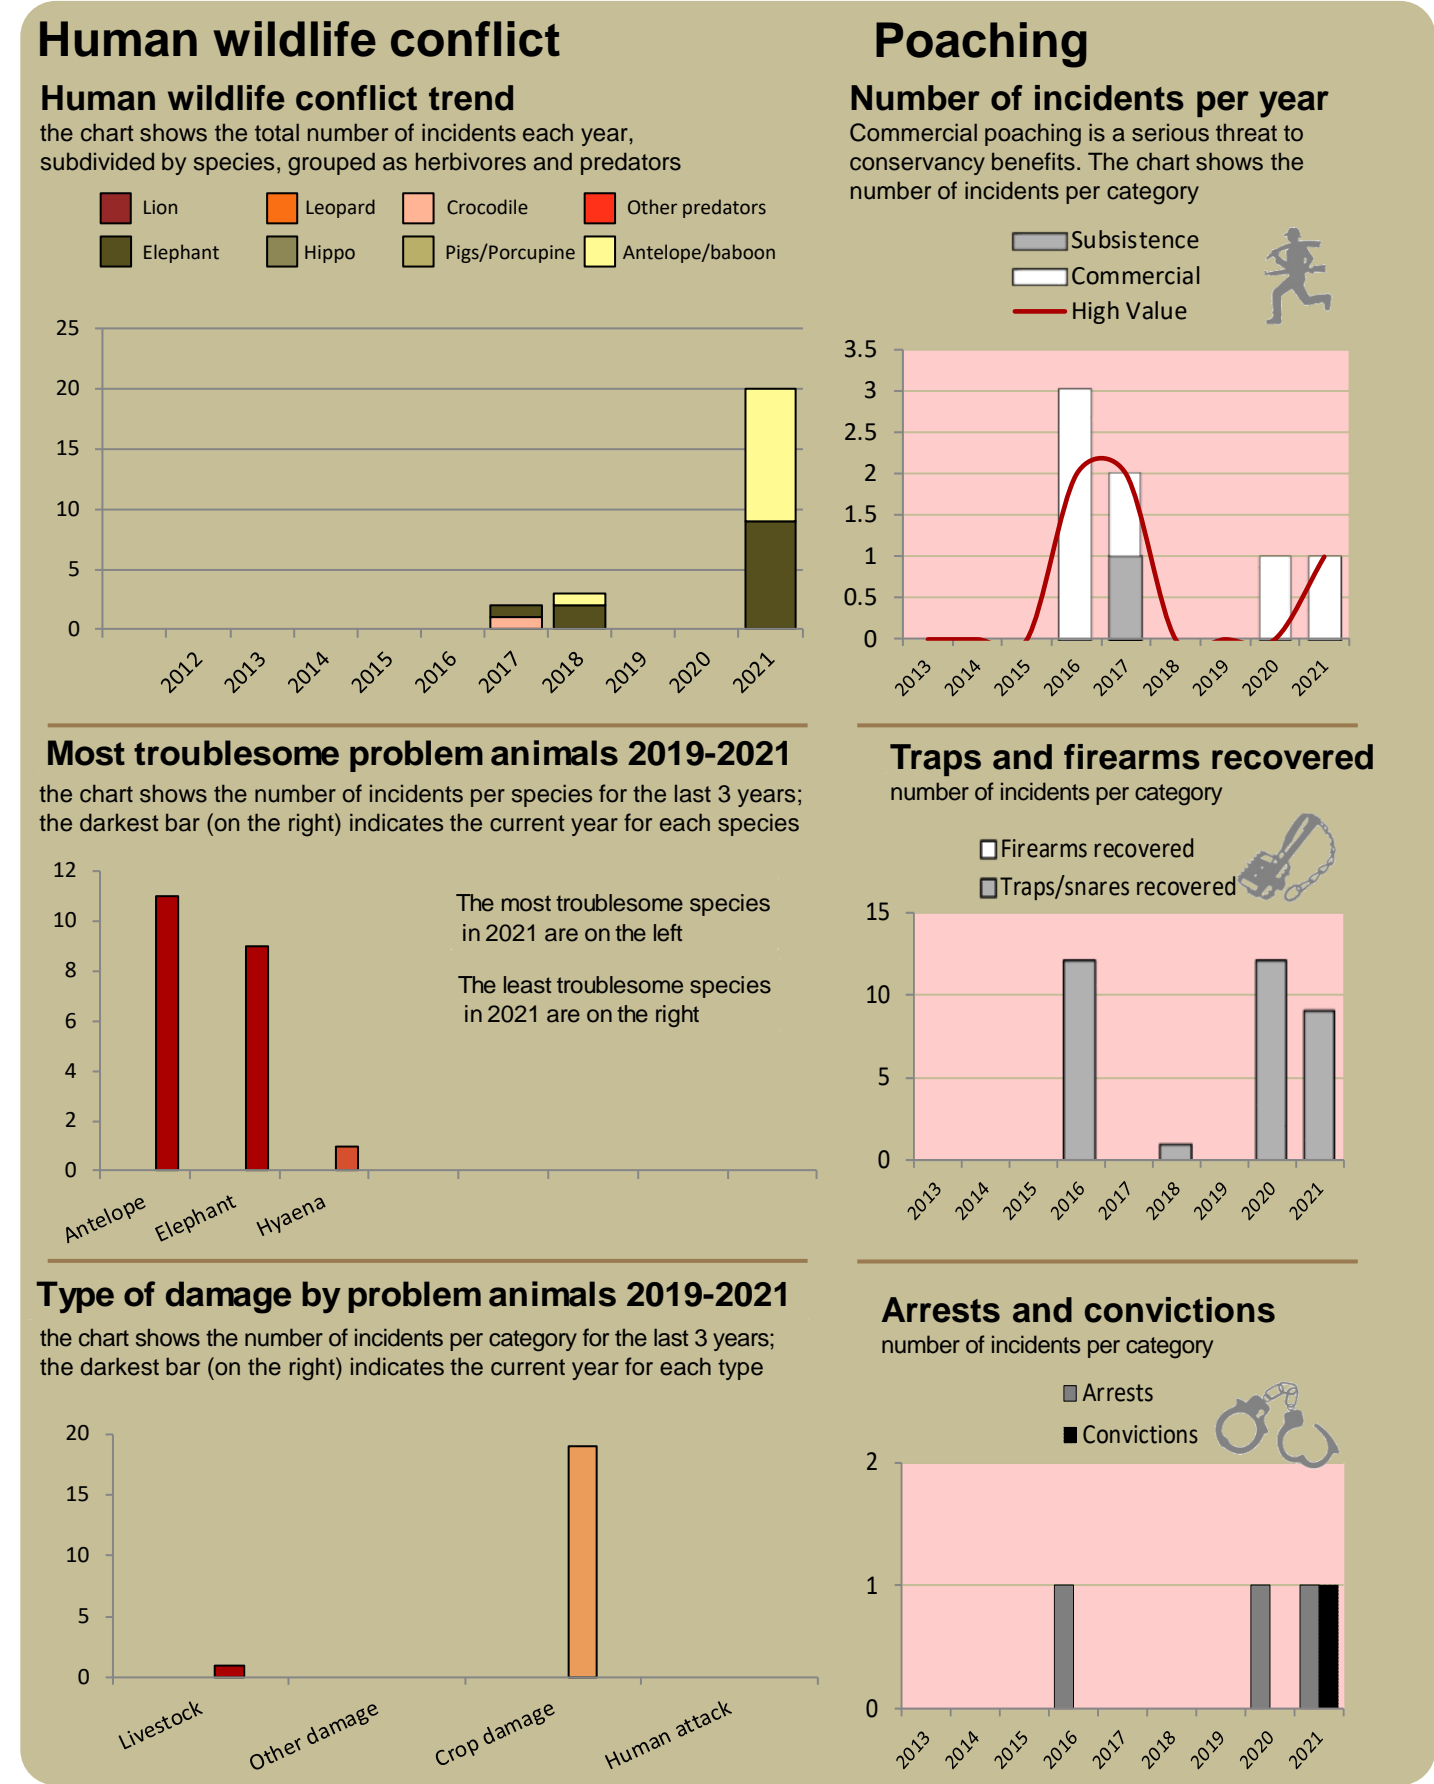 Human wildlife conflict
Human wildlife conflict trend
the chart shows the total number of incidents each year,
subdivided by species, grouped as herbivores and predators
Lion
Leopard
Crocodile
Other predators
Elephant
Hippo
Pigs/Porcupine
Antelope/baboon
25
20
15
10
5
0
2012
2013
2014
2015
2016
2017
2018
2019
2020
2021
Most troublesome problem animals 2019-2021
the chart shows the number of incidents per species for the last 3 years;
the darkest bar (on the right) indicates the current year for each species
12
10
8
6
4
2
0
The most troublesome species
in 2021 are on the left
The least troublesome species
in 2021 are on the right
Antelope
Elephant
Hyaena
Type of damage by problem animals 2019-2021
the chart shows the number of incidents per category for the last 3 years;
the darkest bar (on the right) indicates the current year for each type
20
15
10
5
0
Livestock
Other damage
Crop damage
Human attack
Poaching
Number of incidents per year
Commercial poaching is a serious threat to
conservancy benefits. The chart shows the
number of incidents per category
Subsistence
Commercial
High Value
3.5
3
2.5
2
1.5
1
0.5
0
2013
2014
2015
2016
2017
2018
2019
2020
2021
Traps and firearms recovered
number of incidents per category
Firearms recovered
Traps/snares recovered
15
10
5
0
2013
2014
2015
2016
2017
2018
2019
2020
2021
Arrests and convictions
number of incidents per category
Arrests
Convictions
2
1
0
2013
2014
2015
2016
2017
2018
2019
2020
2021